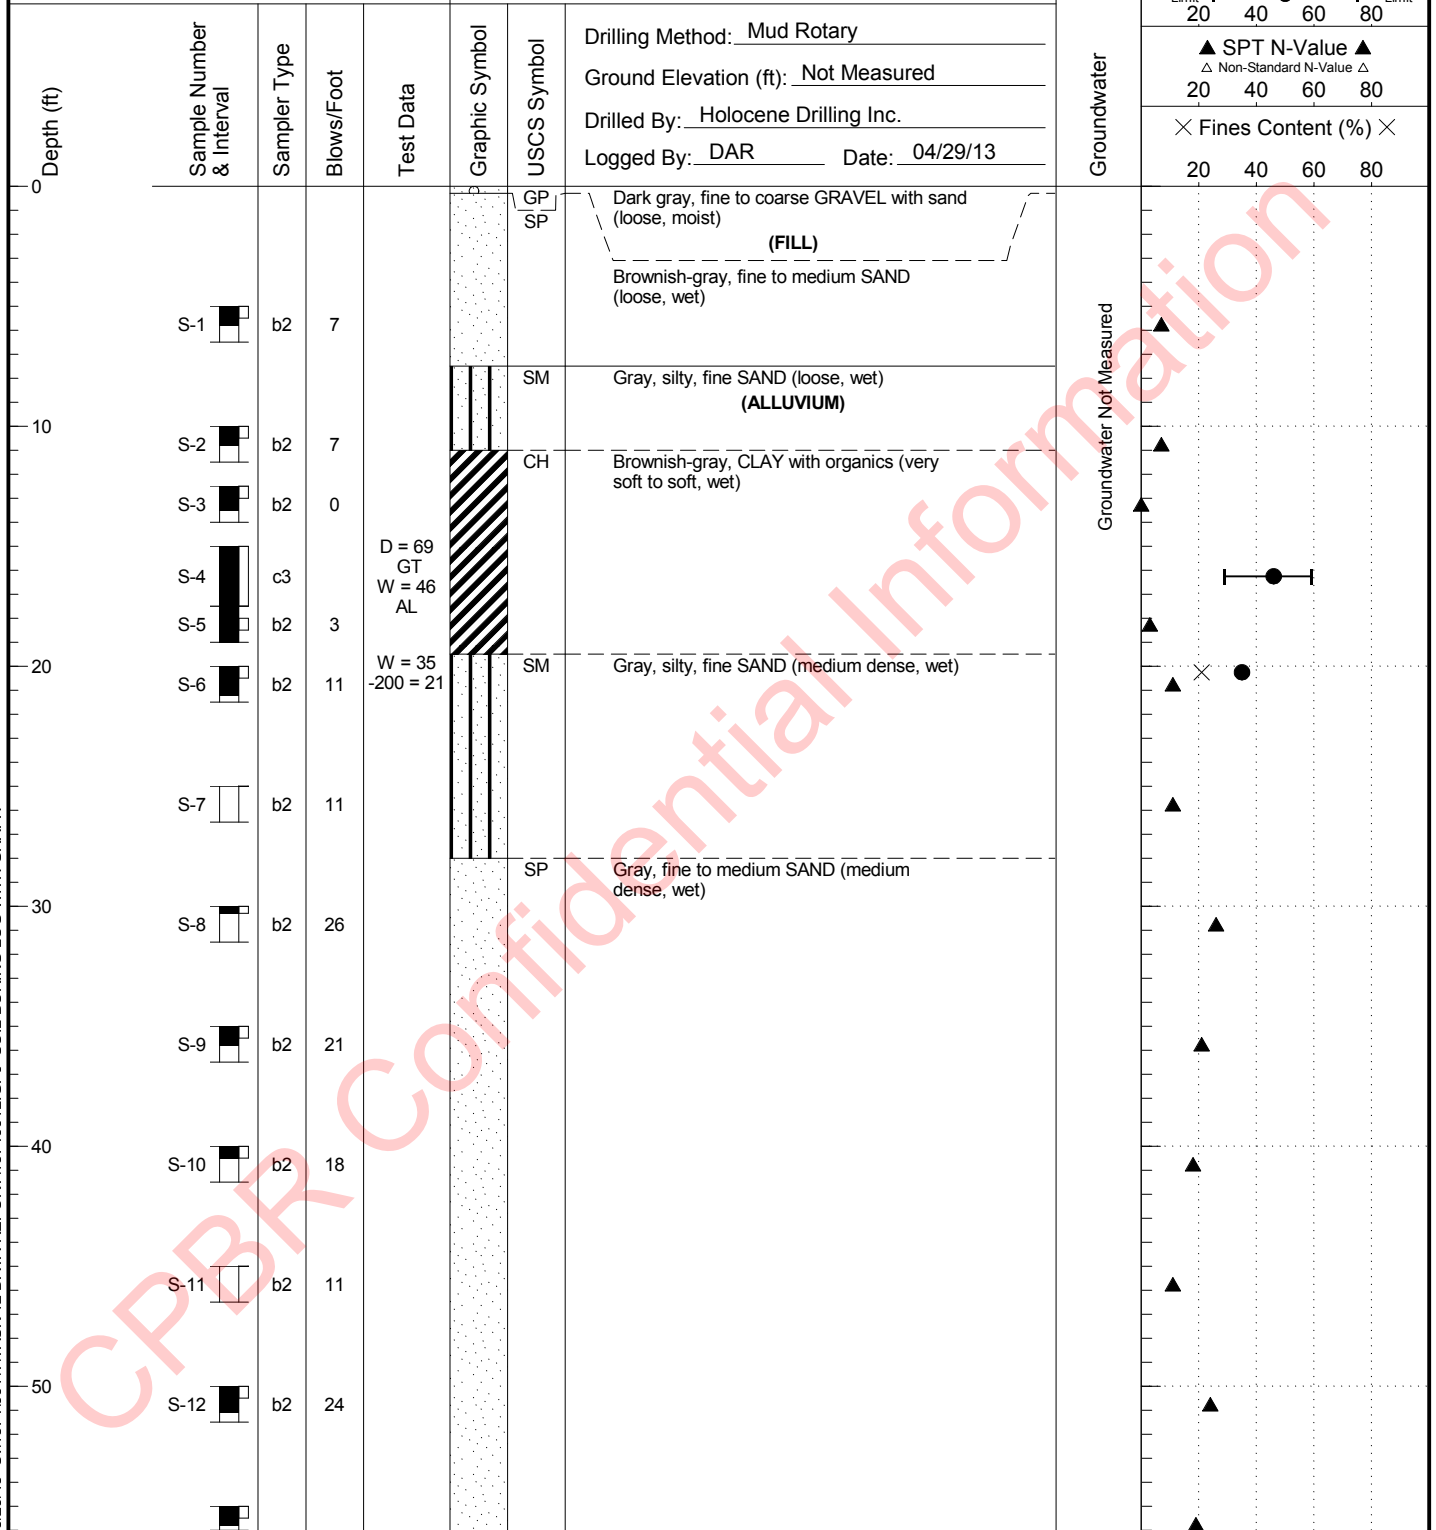 20 40 60 80
▲ SPT N-Value ▲
△ Non-Standard N-Value △
20 40 60 80
× Fines Content (%) ×
20 40 60 80
Depth (ft)
Sample Number
& Interval
Sampler Type
Blows/Foot
Test Data
Graphic Symbol
USCS Symbol
Drilling Method: Mud Rotary
Ground Elevation (ft): Not Measured
Drilled By: Holocene Drilling Inc.
Logged By: DAR Date: 04/29/13
Groundwater
0
GP
SP
Dark gray, fine to coarse GRAVEL with sand
(loose, moist)
(FILL)
Brownish-gray, fine to medium SAND
(loose, wet)
S-1 b2 7
Groundwater Not Measured
SM Gray, silty, fine SAND (loose, wet)
(ALLUVIUM)
10
S-2 b2 7
CH Brownish-gray, CLAY with organics (very
soft to soft, wet)
S-3 b2 0
S-4 c3
D = 69
GT
W = 46
AL
S-5 b2 3
20
SM Gray, silty, fine SAND (medium dense, wet)
S-6 b2 11
W = 35
-200 = 21
S-7 b2 11
SP Gray, fine to medium SAND (medium
dense, wet)
30
S-8 b2 26
S-9 b2 21
40
S-10 b2 18
S-11 b2 11
50
S-12 b2 24
CPBR Confidential Information